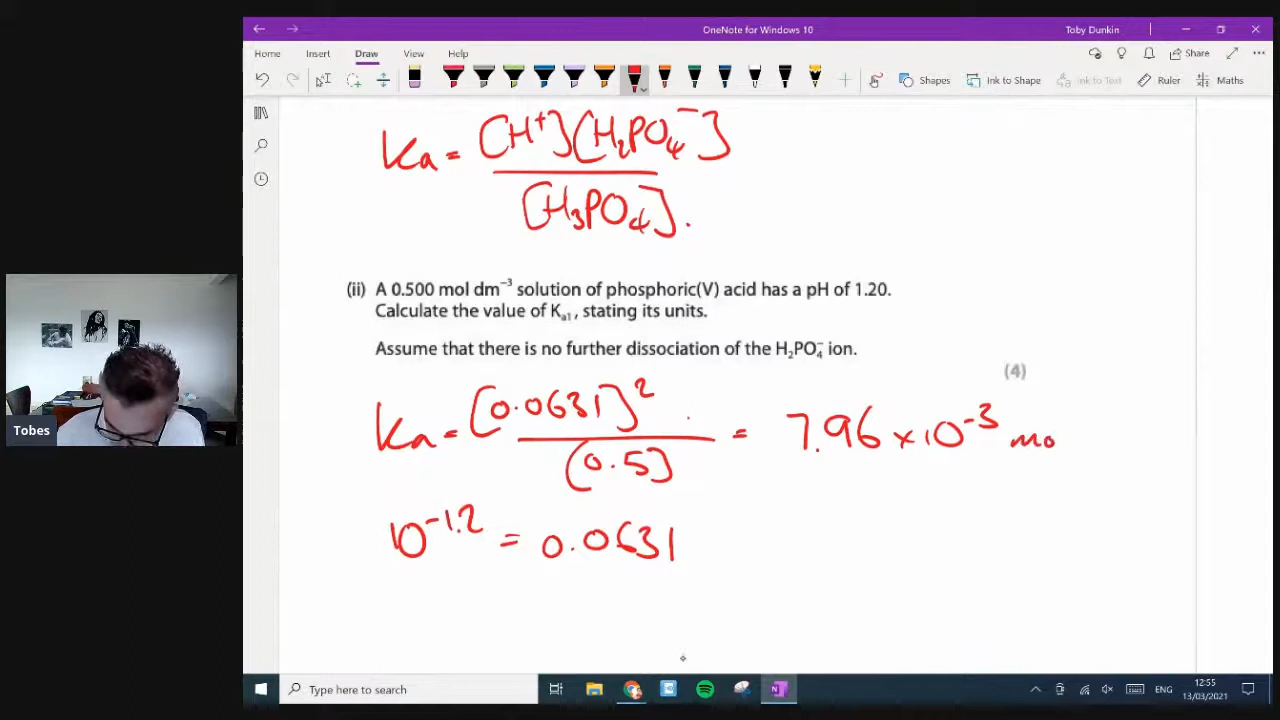 OneNote for Windows 10
Toby Dunkin
Home Insert Draw View Help
Share
Shapes Ink to Shape Ink to Text Ruler Maths
Ka = [H⁺][H₂PO₄⁻]
[H₃PO₄].
(ii) A 0.500 mol dm⁻³ solution of phosphoric(V) acid has a pH of 1.20.
Calculate the value of Kₐ₁, stating its units.
Assume that there is no further dissociation of the H₂PO₄⁻ ion.
(4)
Ka = [0.0631]² = 7.96 × 10⁻³ mo
(0.5]
10⁻¹·² = 0.0631
Tobes
Type here to search
ENG
12:55
13/03/2021